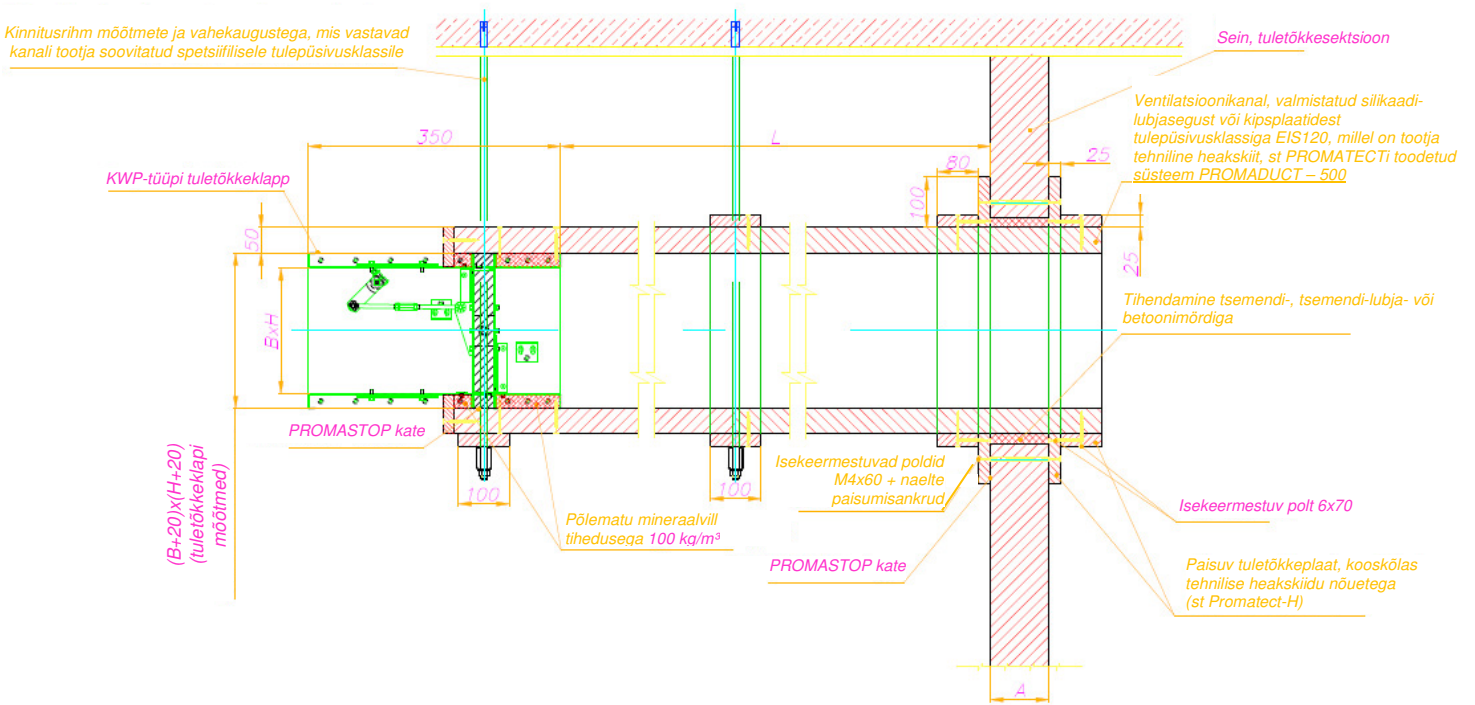 Kinnitusrihm mõõtmete ja vahekaugustega, mis vastavad
kanali tootja soovitatud spetsiifilisele tulepüsivusklassile
Sein, tuletõkkesektsioon
Ventilatsioonikanal, valmistatud silikaadi-
lubjasegust või kipsplaatidest
tulepüsivusklassiga EIS120, millel on tootja
tehniline heakskiit, st PROMATECTi toodetud
süsteem PROMADUCT – 500
350
L
80
25
KWP-tüüpi tuletõkkeklapp
100
50
25
BxH
Tihendamine tsemendi-, tsemendi-lubja- või
betoonimördiga
PROMASTOP kate
(B+20)x(H+20)
(tuletõkkeklapi
mõõtmed)
100
100
Isekeermestuvad poldid
M4x60 + naelte
paisumisankrud
Isekeermestuv polt 6x70
Põlematu mineraalvill
tihedusega 100 kg/m³
PROMASTOP kate
Paisuv tuletõkkeplaat, kooskõlas
tehnilise heakskiidu nõuetega
(st Promatect-H)
A